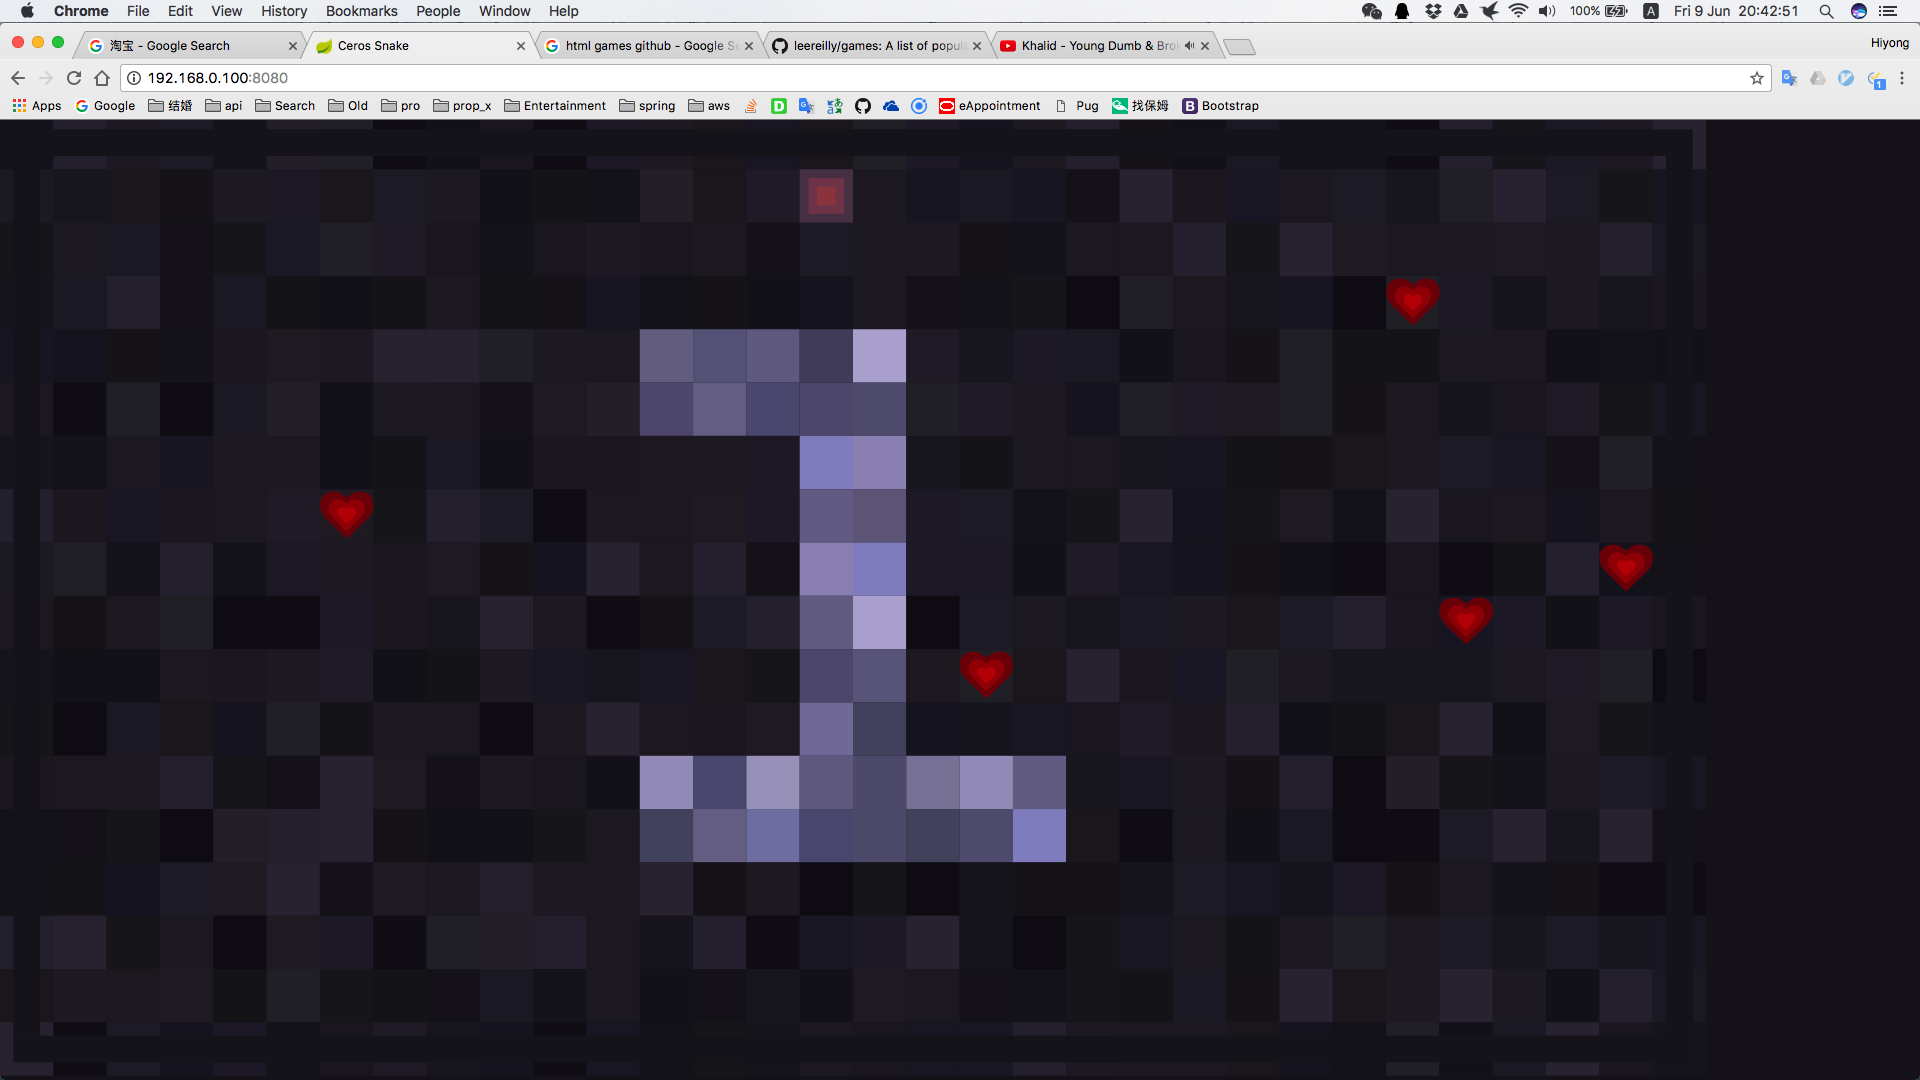 Chrome File Edit View History Bookmarks People Window Help 100% A Fri 9 Jun 20:42:51
淘宝 - Google Search Ceros Snake html games github - Google Se leereilly/games: A list of popula Khalid - Young Dumb & Bro Hiyong
192.168.0.100:8080 1
Apps Google 结婚 api Search Old pro prop_x Entertainment spring aws D eAppointment Pug 找保姆 B Bootstrap